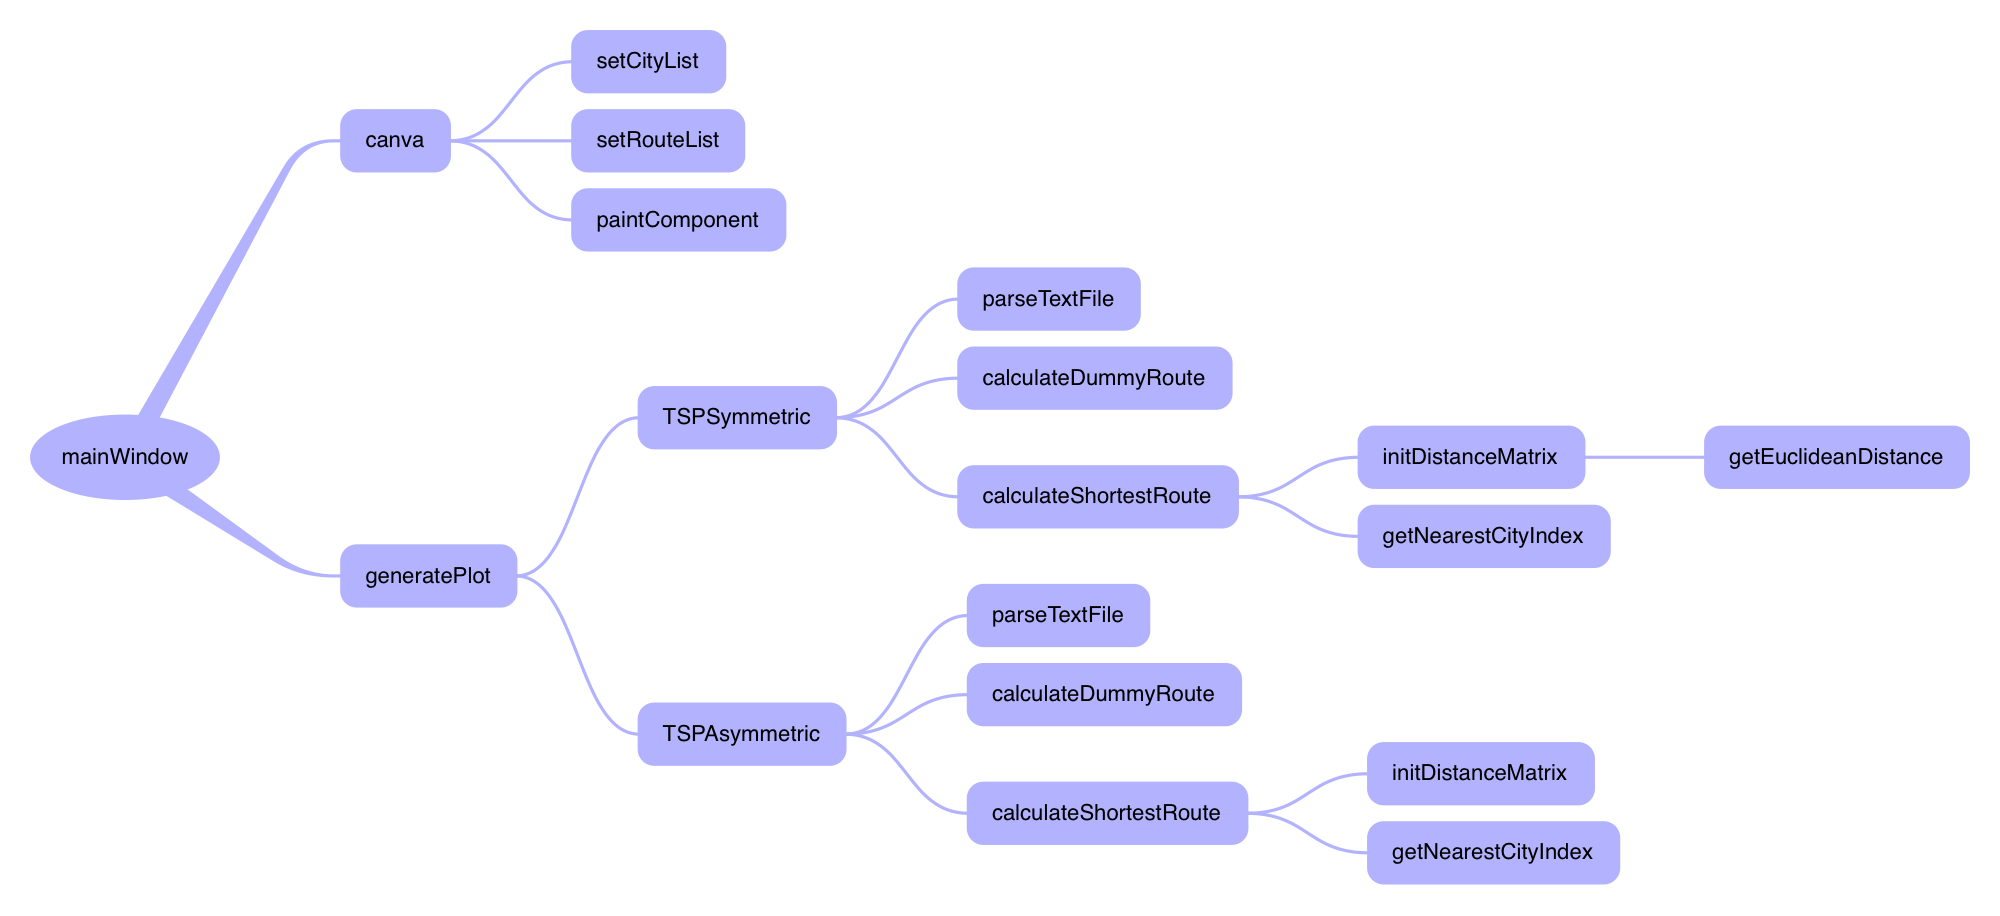 mainWindow
canva
setCityList
setRouteList
paintComponent
generatePlot
TSPSymmetric
parseTextFile
calculateDummyRoute
calculateShortestRoute
initDistanceMatrix
getEuclideanDistance
getNearestCityIndex
TSPAsymmetric
parseTextFile
calculateDummyRoute
calculateShortestRoute
initDistanceMatrix
getNearestCityIndex